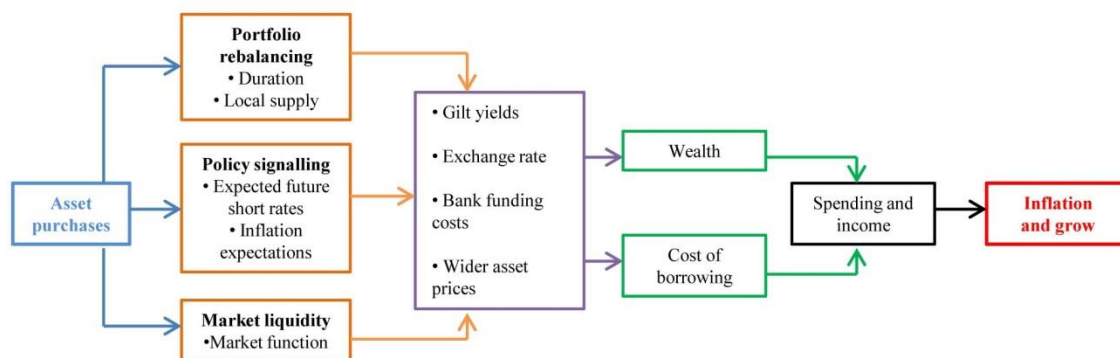 Portfolio
rebalancing
• Duration
• Local supply
Policy signalling
• Expected future
short rates
• Inflation
expectations
Asset
purchases
Market liquidity
•Market function
• Gilt yields
• Exchange rate
• Bank funding
costs
• Wider asset
prices
Wealth
Cost of
borrowing
Spending and
income
Inflation
and grow